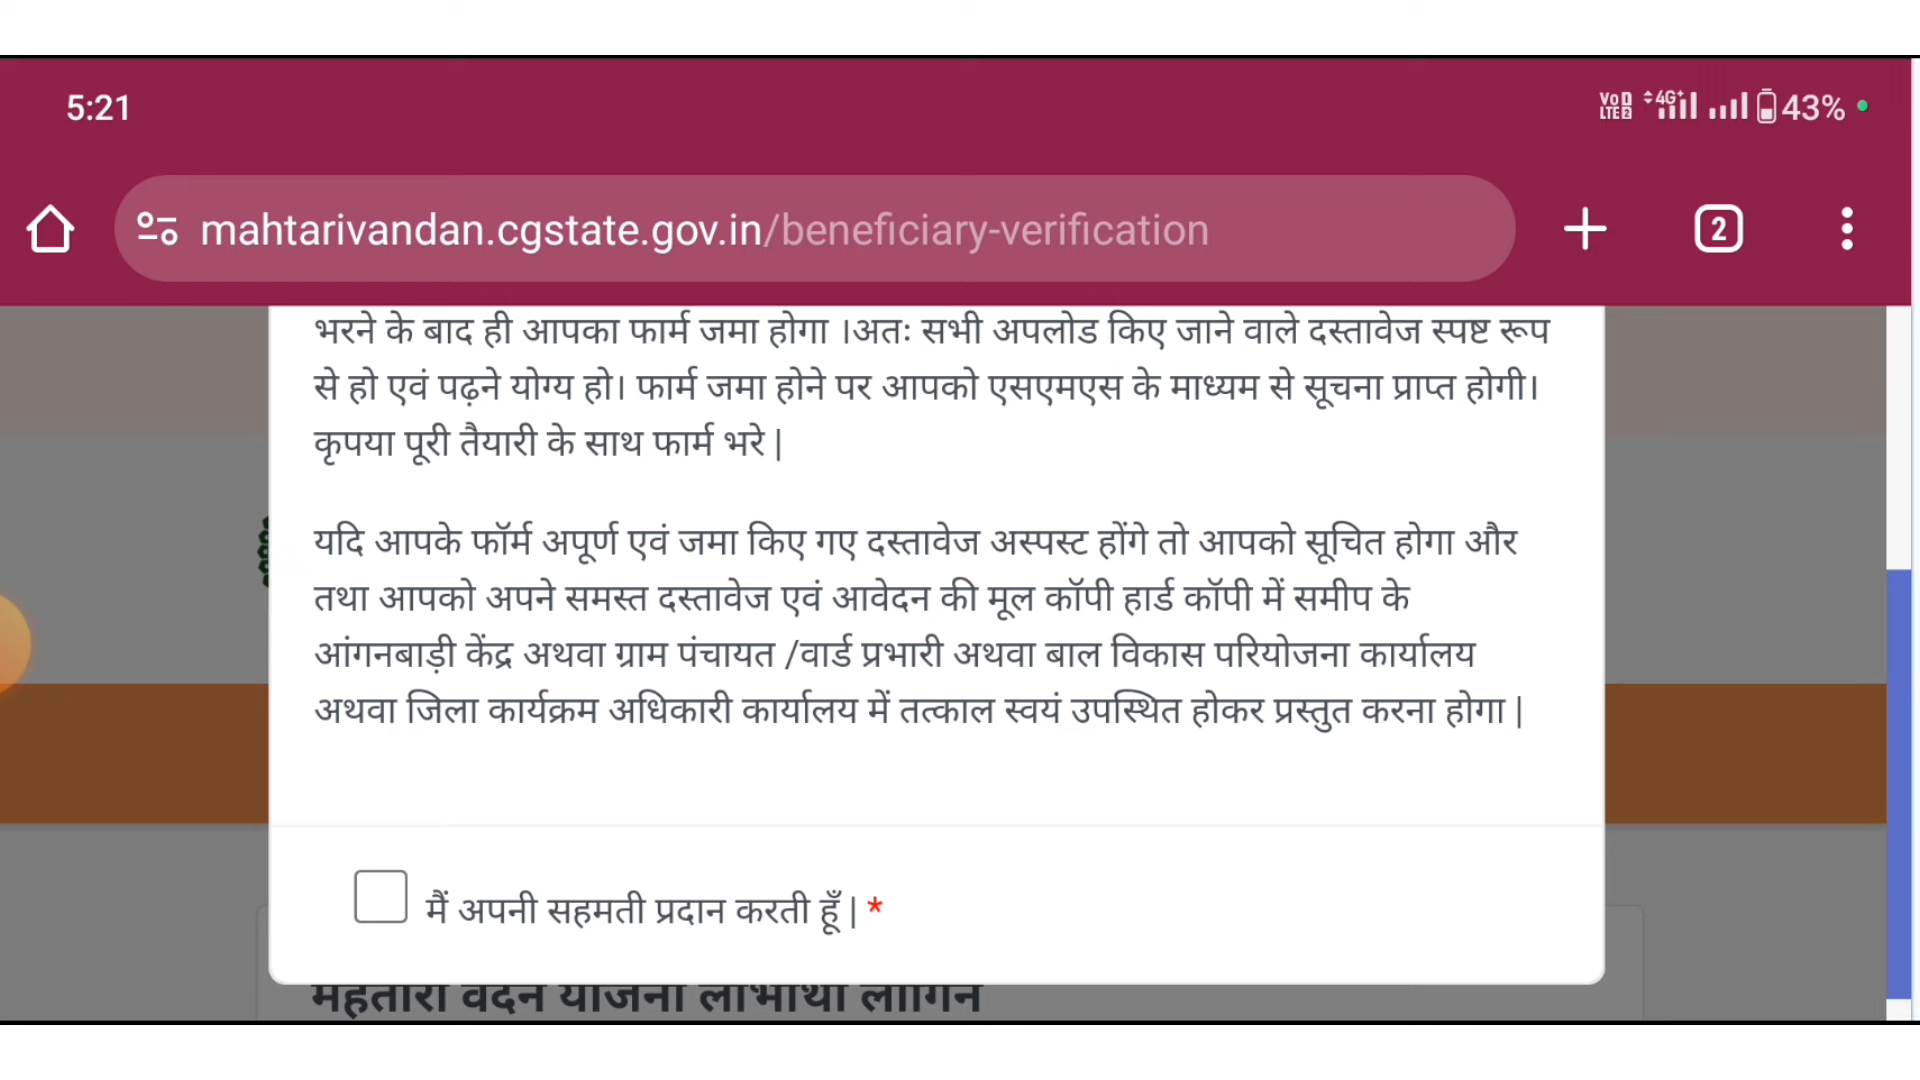 5:21
VoD LTE2 4G+ 43%
mahtarivandan.cgstate.gov.in/beneficiary-verification
2
भरने के बाद ही आपका फार्म जमा होगा ।अतः सभी अपलोड किए जाने वाले दस्तावेज स्पष्ट रूप
से हो एवं पढ़ने योग्य हो। फार्म जमा होने पर आपको एसएमएस के माध्यम से सूचना प्राप्त होगी।
कृपया पूरी तैयारी के साथ फार्म भरे |
यदि आपके फॉर्म अपूर्ण एवं जमा किए गए दस्तावेज अस्पस्ट होंगे तो आपको सूचित होगा और
तथा आपको अपने समस्त दस्तावेज एवं आवेदन की मूल कॉपी हार्ड कॉपी में समीप के
आंगनबाड़ी केंद्र अथवा ग्राम पंचायत /वार्ड प्रभारी अथवा बाल विकास परियोजना कार्यालय
अथवा जिला कार्यक्रम अधिकारी कार्यालय में तत्काल स्वयं उपस्थित होकर प्रस्तुत करना होगा |
मैं अपनी सहमती प्रदान करती हूँ | *
महतारी वंदन योजना लाभार्थी लॉगिन